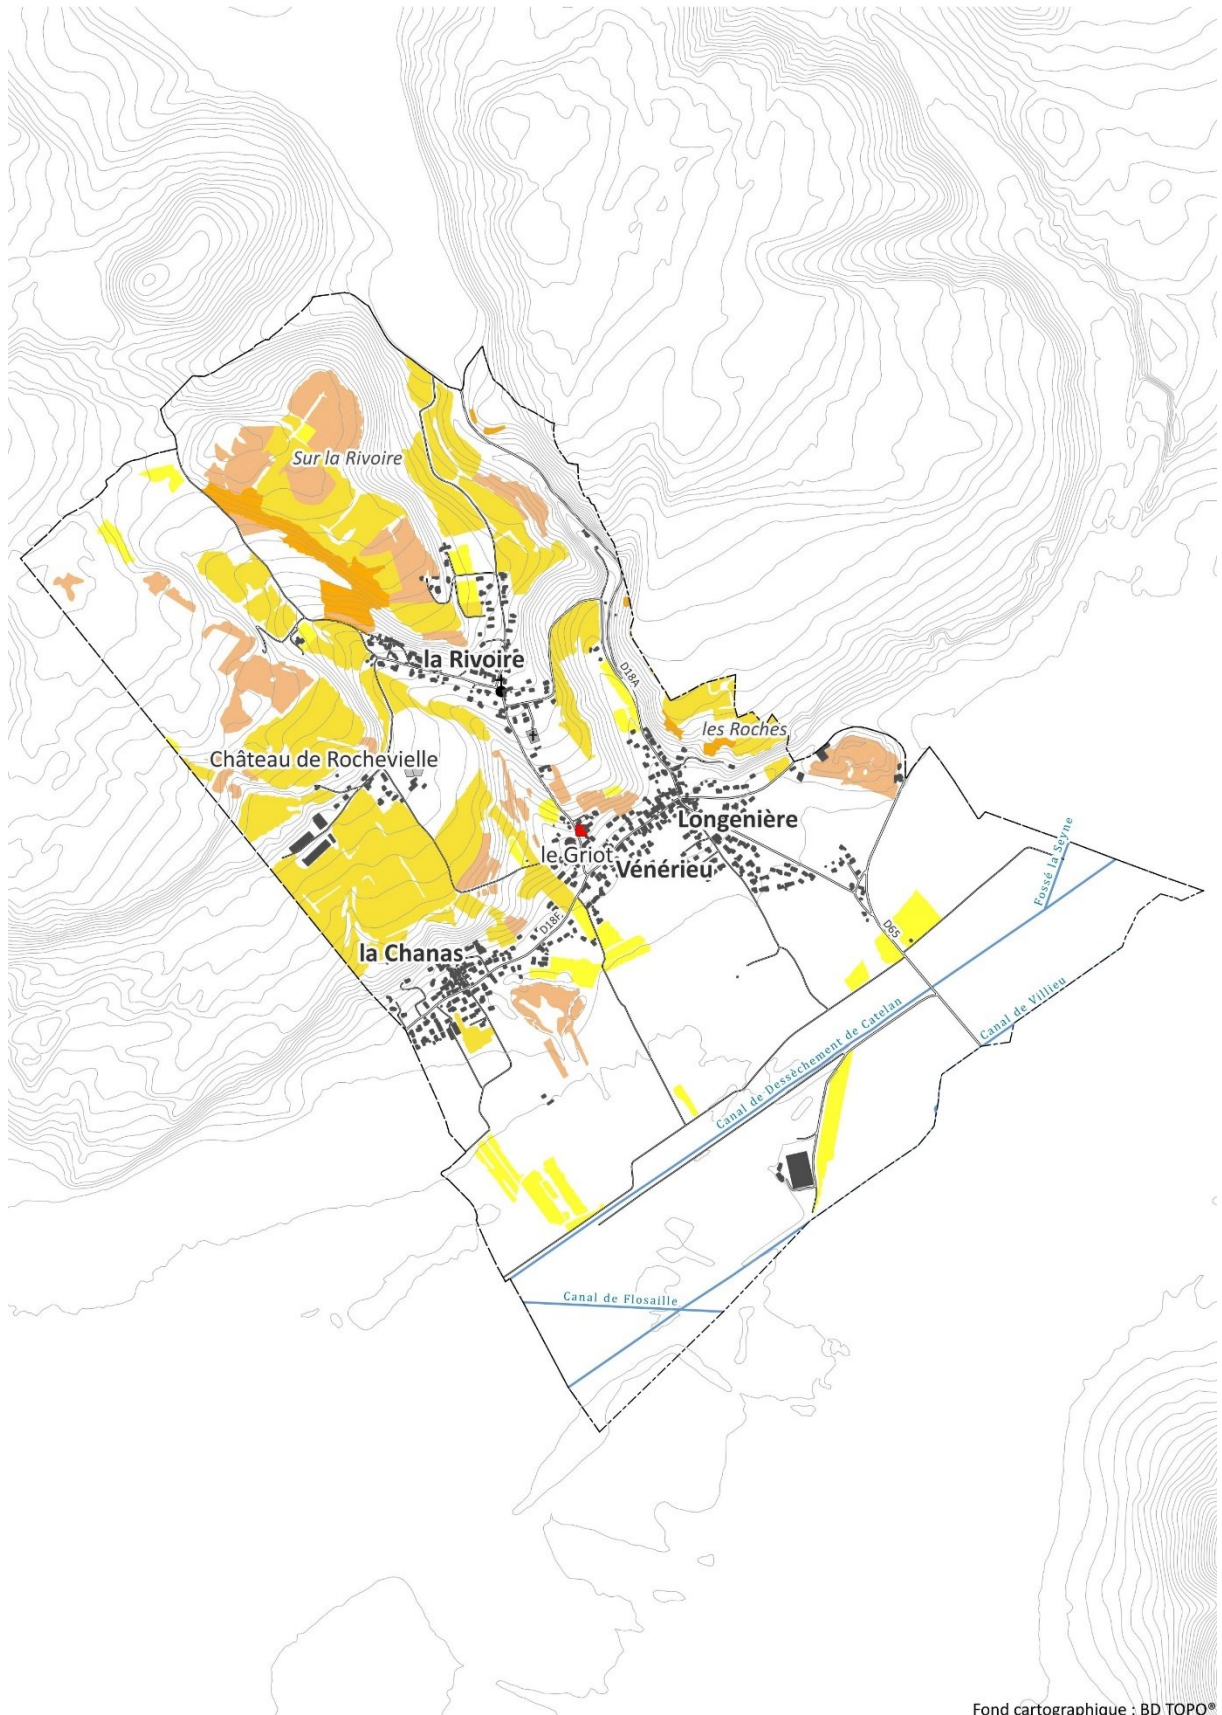 Sur la Rivoire
la Rivoire
D18A
les Roches
Château de Rochevielle
Longenière
le Griot
Vénérieu
Fossé la Seyne
D65
D18F
la Chanas
Canal de Dessèchement de Catelan
Canal de Villieu
Canal de Flosaille
Fond cartographique : BD TOPO®